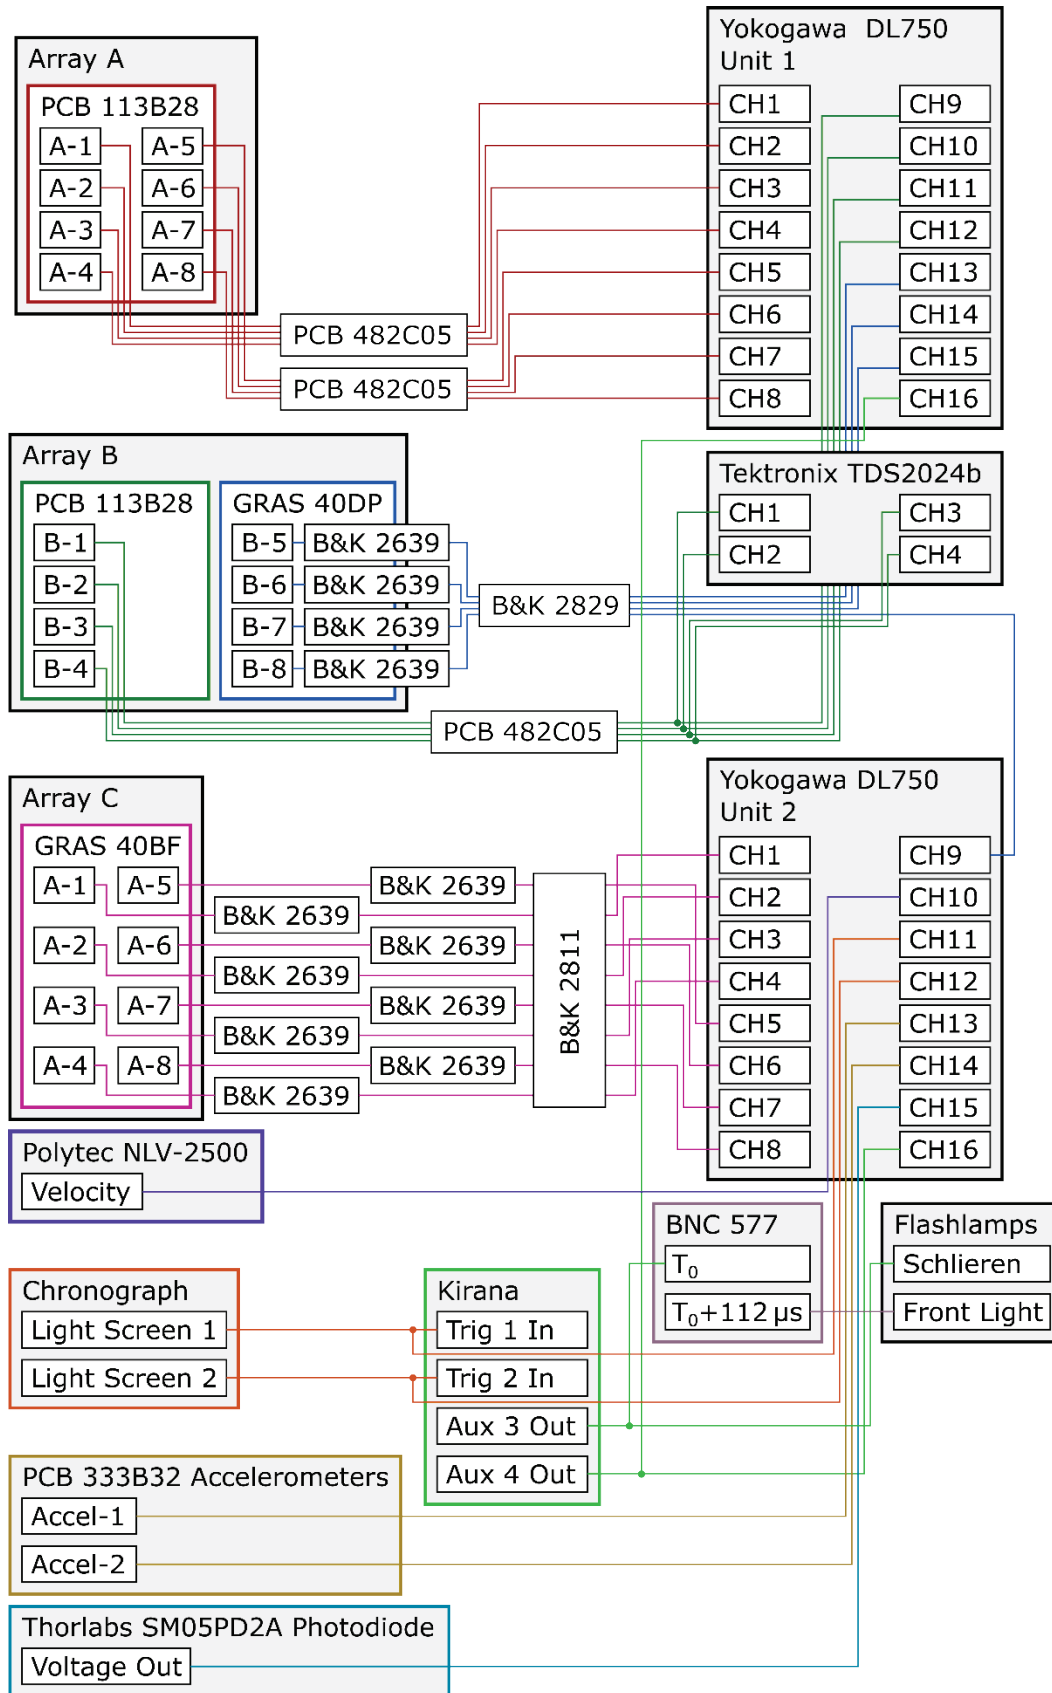 Array A
PCB 113B28
A-1
A-5
A-2
A-6
A-3
A-7
A-4
A-8
PCB 482C05
PCB 482C05
Yokogawa DL750
Unit 1
CH1
CH9
CH2
CH10
CH3
CH11
CH4
CH12
CH5
CH13
CH6
CH14
CH7
CH15
CH8
CH16
Array B
PCB 113B28
B-1
B-2
B-3
B-4
GRAS 40DP
B-5
B&K 2639
B-6
B&K 2639
B-7
B&K 2639
B-8
B&K 2639
B&K 2829
PCB 482C05
Tektronix TDS2024b
CH1
CH3
CH2
CH4
Array C
GRAS 40BF
A-1
A-5
A-2
A-6
A-3
A-7
A-4
A-8
B&K 2639
B&K 2639
B&K 2639
B&K 2639
B&K 2639
B&K 2639
B&K 2639
B&K 2639
B&K 2811
Yokogawa DL750
Unit 2
CH1
CH9
CH2
CH10
CH3
CH11
CH4
CH12
CH5
CH13
CH6
CH14
CH7
CH15
CH8
CH16
Polytec NLV-2500
Velocity
BNC 577
T₀
T₀+112 µs
Flashlamps
Schlieren
Front Light
Chronograph
Light Screen 1
Light Screen 2
Kirana
Trig 1 In
Trig 2 In
Aux 3 Out
Aux 4 Out
PCB 333B32 Accelerometers
Accel-1
Accel-2
Thorlabs SM05PD2A Photodiode
Voltage Out